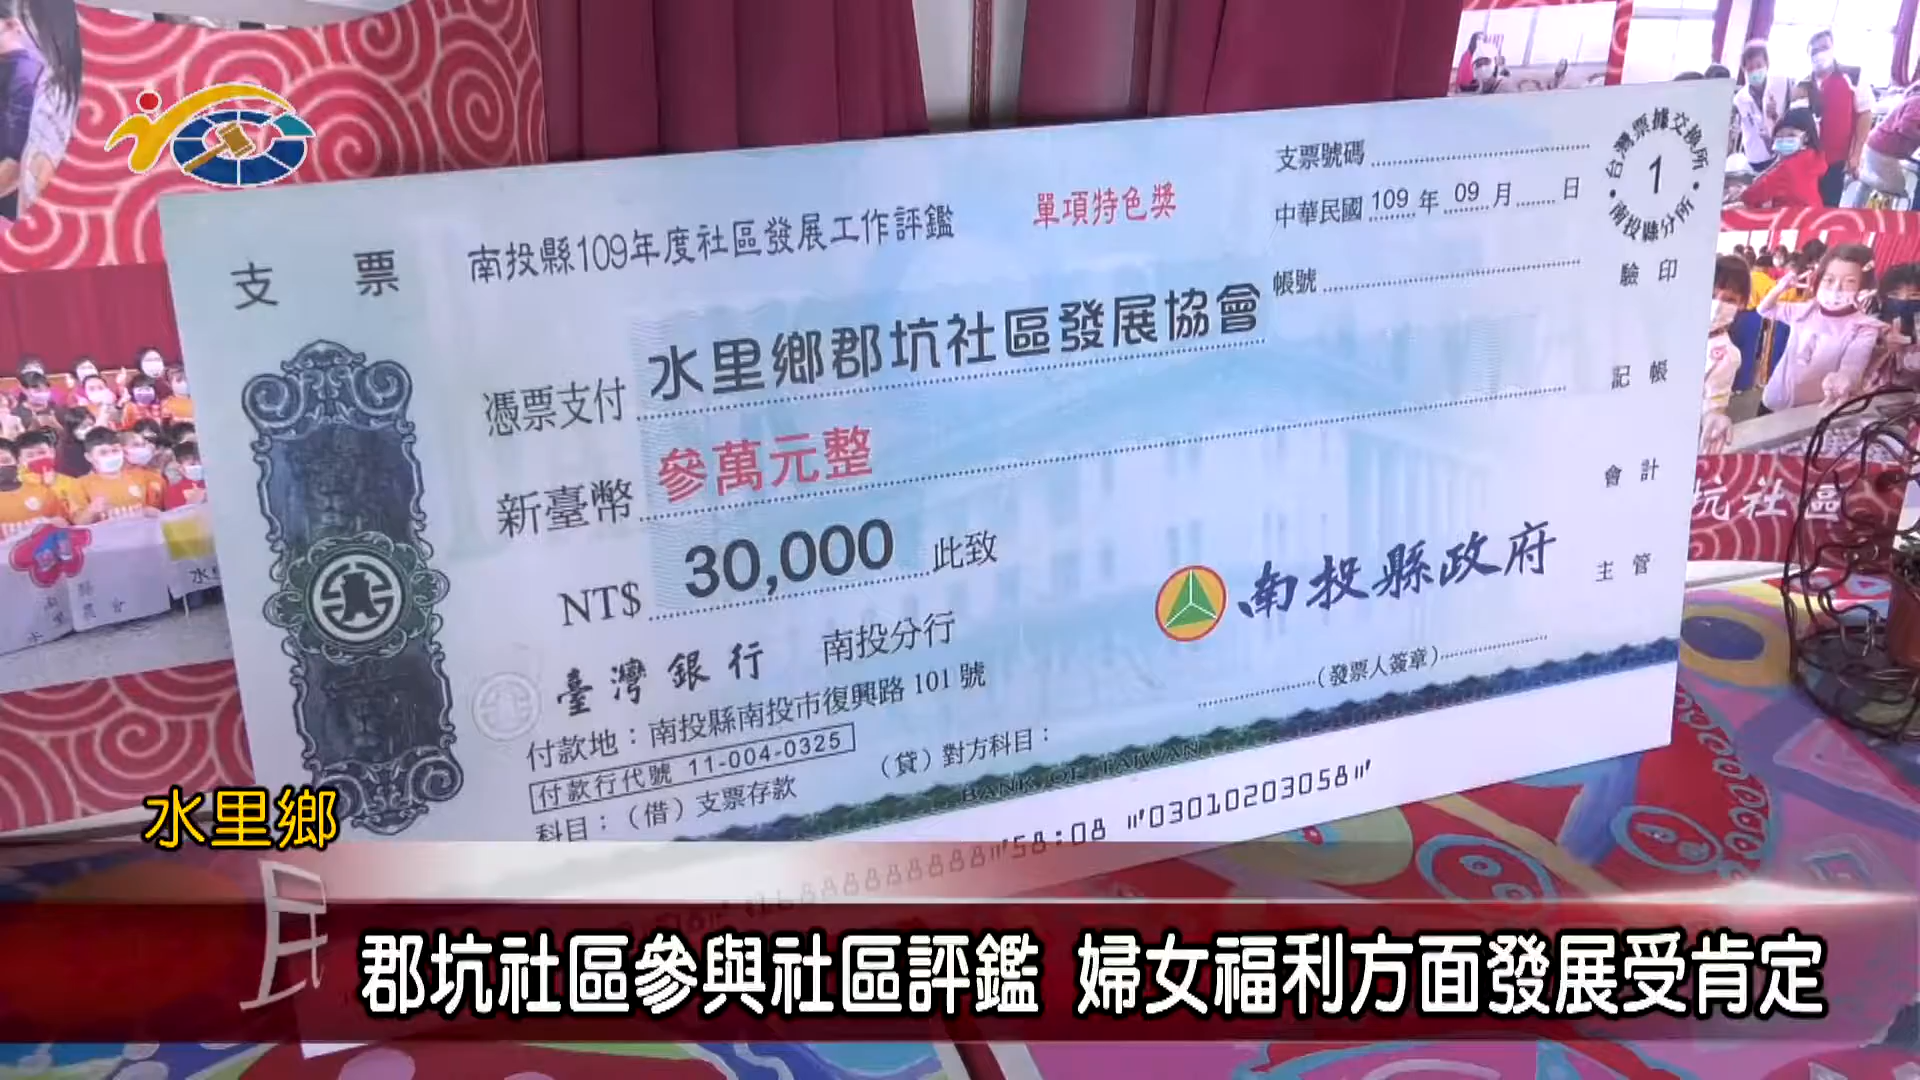 支票
南投縣109年度社區發展工作評鑑
單項特色獎
支票號碼
中華民國 109 年 09 月 日
台灣票據交換所
1
南投縣分所
帳號
驗印
憑票支付 水里鄉郡坑社區發展協會
記帳
新臺幣 參萬元整
會計
坑社區
NT$ 30,000 此致
南投縣政府
主管
臺灣銀行 南投分行
(發票人簽章)
付款地：南投縣南投市復興路 101 號
付款行代號 11-004-0325
(貸) 對方科目：
科目：(借) 支票存款
BANK OF TAIWAN
58:08 03010203058
水里鄉
民
郡坑社區參與社區評鑑 婦女福利方面發展受肯定